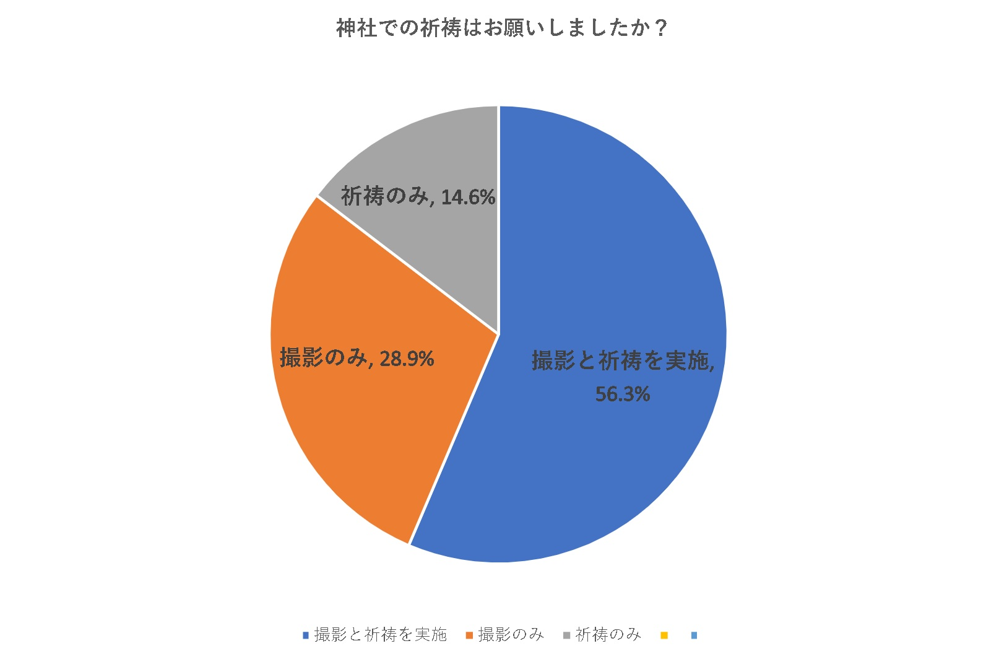 神社での祈祷はお願いしましたか？
祈祷のみ, 14.6%
撮影のみ, 28.9%
撮影と祈祷を実施,
56.3%
撮影と祈祷を実施 撮影のみ 祈祷のみ